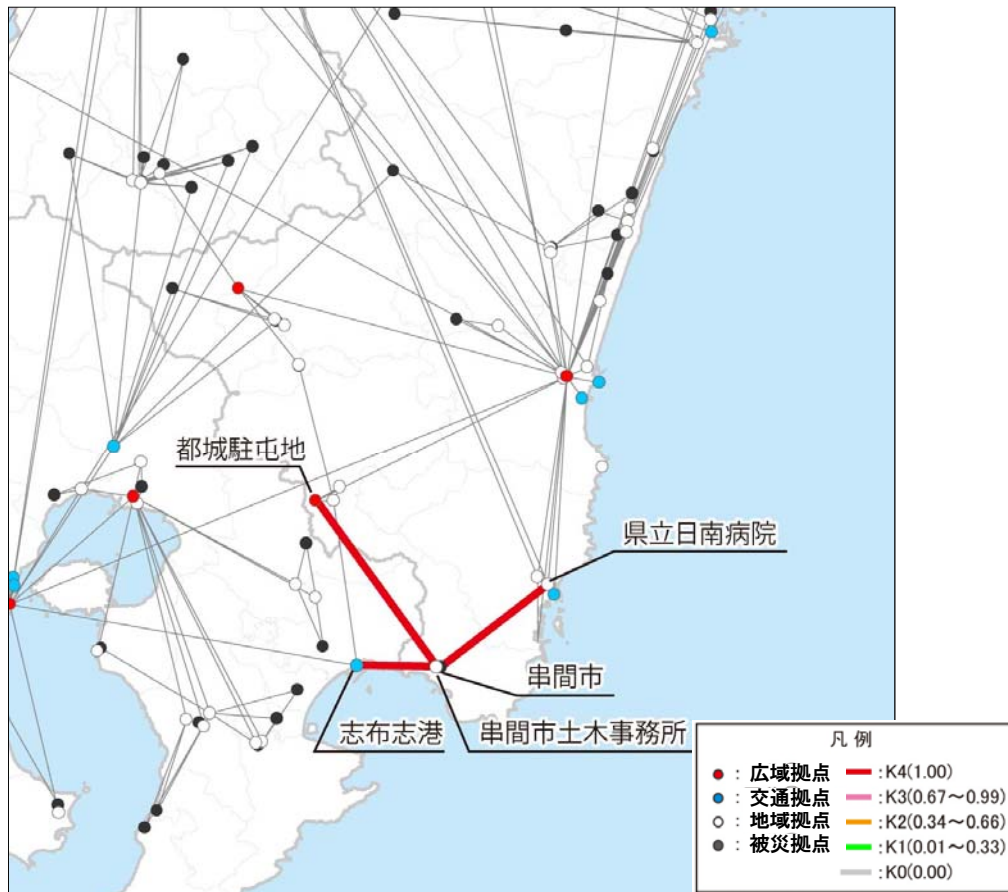 都城駐屯地
県立日南病院
串間市
志布志港
串間市土木事務所
凡 例
● : 広域拠点
● : 交通拠点
○ : 地域拠点
● : 被災拠点
:K4(1.00)
:K3(0.67～0.99)
:K2(0.34～0.66)
:K1(0.01～0.33)
:K0(0.00)